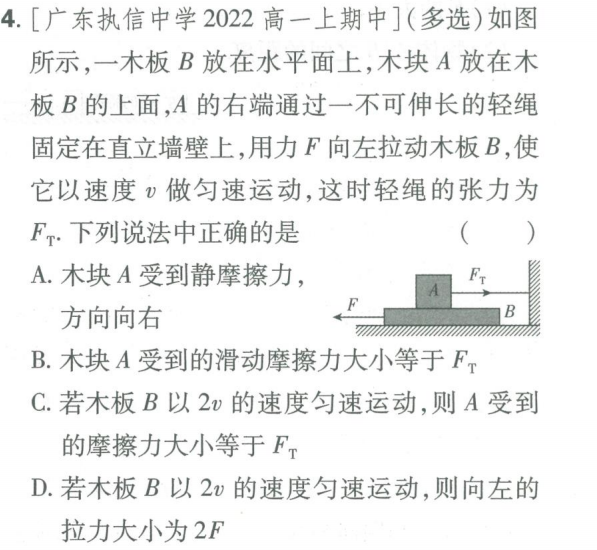 4. [广东执信中学 2022 高一上期中](多选)如图
所示,一木板 B 放在水平面上,木块 A 放在木
板 B 的上面,A 的右端通过一不可伸长的轻绳
固定在直立墙壁上,用力 F 向左拉动木板 B,使
它以速度 v 做匀速运动,这时轻绳的张力为
F_T. 下列说法中正确的是 ( )
A. 木块 A 受到静摩擦力,
方向向右
F
A
F_T
B
B. 木块 A 受到的滑动摩擦力大小等于 F_T
C. 若木板 B 以 2v 的速度匀速运动,则 A 受到
的摩擦力大小等于 F_T
D. 若木板 B 以 2v 的速度匀速运动,则向左的
拉力大小为 2F